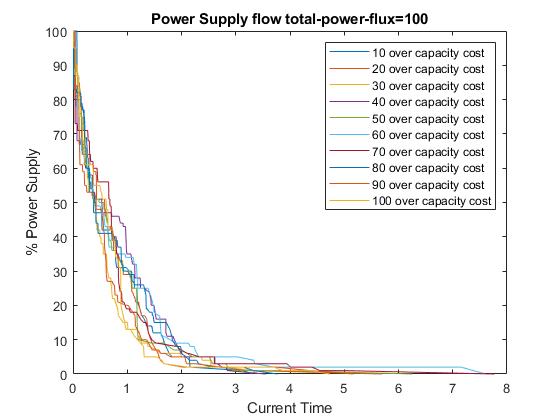 Power Supply flow total-power-flux=100
% Power Supply
100
90
80
70
60
50
40
30
20
10
0
10 over capacity cost
20 over capacity cost
30 over capacity cost
40 over capacity cost
50 over capacity cost
60 over capacity cost
70 over capacity cost
80 over capacity cost
90 over capacity cost
100 over capacity cost
0 1 2 3 4 5 6 7 8
Current Time